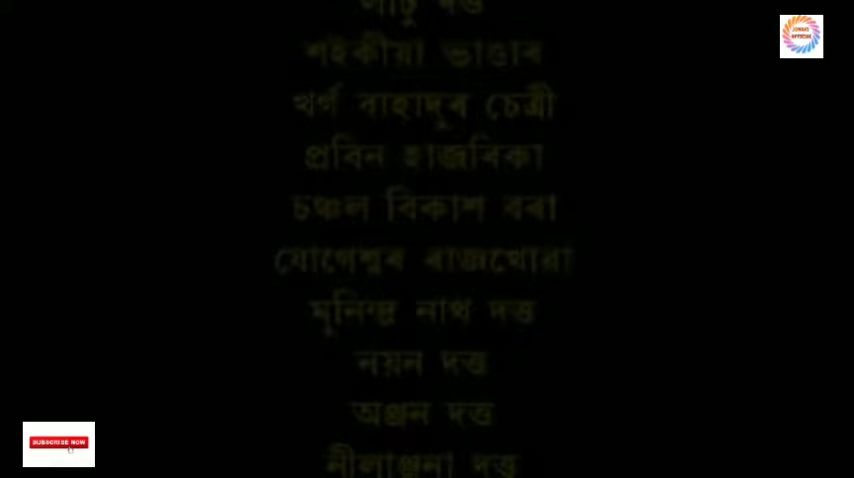 লাটু দত্ত
শইকীয়া ভাণ্ডাৰ
খৰ্গ বাহাদুৰ চেত্ৰী
প্ৰবিন হাজৰিকা
চঞ্চল বিকাশ বৰা
যোগেশ্বৰ ৰাজখোৱা
মুনিন্দ্ৰ নাথ দত্ত
নয়ন দত্ত
অঞ্জন দত্ত
নীলাঞ্জনা দত্ত
SUBSCRIBE NOW